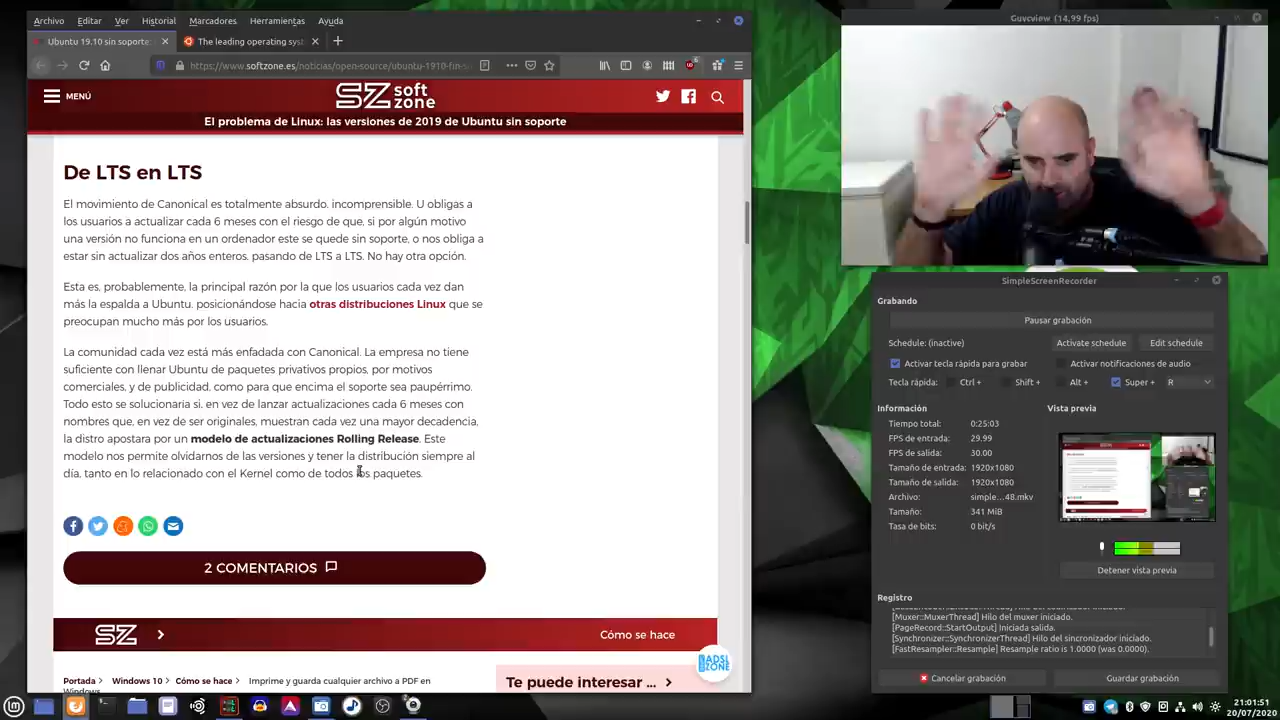 Archivo Editar Ver Historial Marcadores Herramientas Ayuda
Ubuntu 19.10 sin soporte:
The leading operating syst
https://www.softzone.es/noticias/open-source/ubuntu-1910-fin-s
MENÚ
SZ soft zone
El problema de Linux: las versiones de 2019 de Ubuntu sin soporte
De LTS en LTS
El movimiento de Canonical es totalmente absurdo, incomprensible. U obligas a
los usuarios a actualizar cada 6 meses con el riesgo de que, si por algún motivo
una versión no funciona en un ordenador este se quede sin soporte, o nos obliga a
estar sin actualizar dos años enteros, pasando de LTS a LTS. No hay otra opción.
Esta es, probablemente, la principal razón por la que los usuarios cada vez dan
más la espalda a Ubuntu, posicionándose hacia otras distribuciones Linux que se
preocupan mucho más por los usuarios.
La comunidad cada vez está más enfadada con Canonical. La empresa no tiene
suficiente con llenar Ubuntu de paquetes privativos propios, por motivos
comerciales, y de publicidad, como para que encima el soporte sea paupérrimo.
Todo esto se solucionaría si, en vez de lanzar actualizaciones cada 6 meses con
nombres que, en vez de ser originales, muestran cada vez una mayor decadencia,
la distro apostara por un modelo de actualizaciones Rolling Release. Este
modelo nos permite olvidarnos de las versiones y tener la distribución siempre al
día, tanto en lo relacionado con el Kernel como de todos los paquetes.
2 COMENTARIOS
SZ
Cómo se hace
Portada Windows 10 Cómo se hace Imprime y guarda cualquier archivo a PDF en
Windows
Te puede interesar ...
ADSL ZONE
Guvcview (14,99 fps)
SimpleScreenRecorder
Grabando
Pausar grabación
Schedule: (inactive)
Activate schedule
Edit schedule
Activar tecla rápida para grabar
Activar notificaciones de audio
Tecla rápida: Ctrl + Shift + Alt + Super + R
Información
Vista previa
Tiempo total: 0:25:03
FPS de entrada: 29.99
FPS de salida: 30.00
Tamaño de entrada: 1920x1080
Tamaño de salida: 1920x1080
Archivo: simple...48.mkv
Tamaño: 341 MiB
Tasa de bits: 0 bit/s
Detener vista previa
Registro
[Muxer::MuxerThread] Hilo del muxer iniciado.
[PageRecord::StartOutput] Iniciada salida.
[Synchronizer::SynchronizerThread] Hilo del sincronizador iniciado.
[FastResampler::Resample] Resample ratio is 1.0000 (was 0.0000).
Cancelar grabación
Guardar grabación
21:01:51
20/07/2020